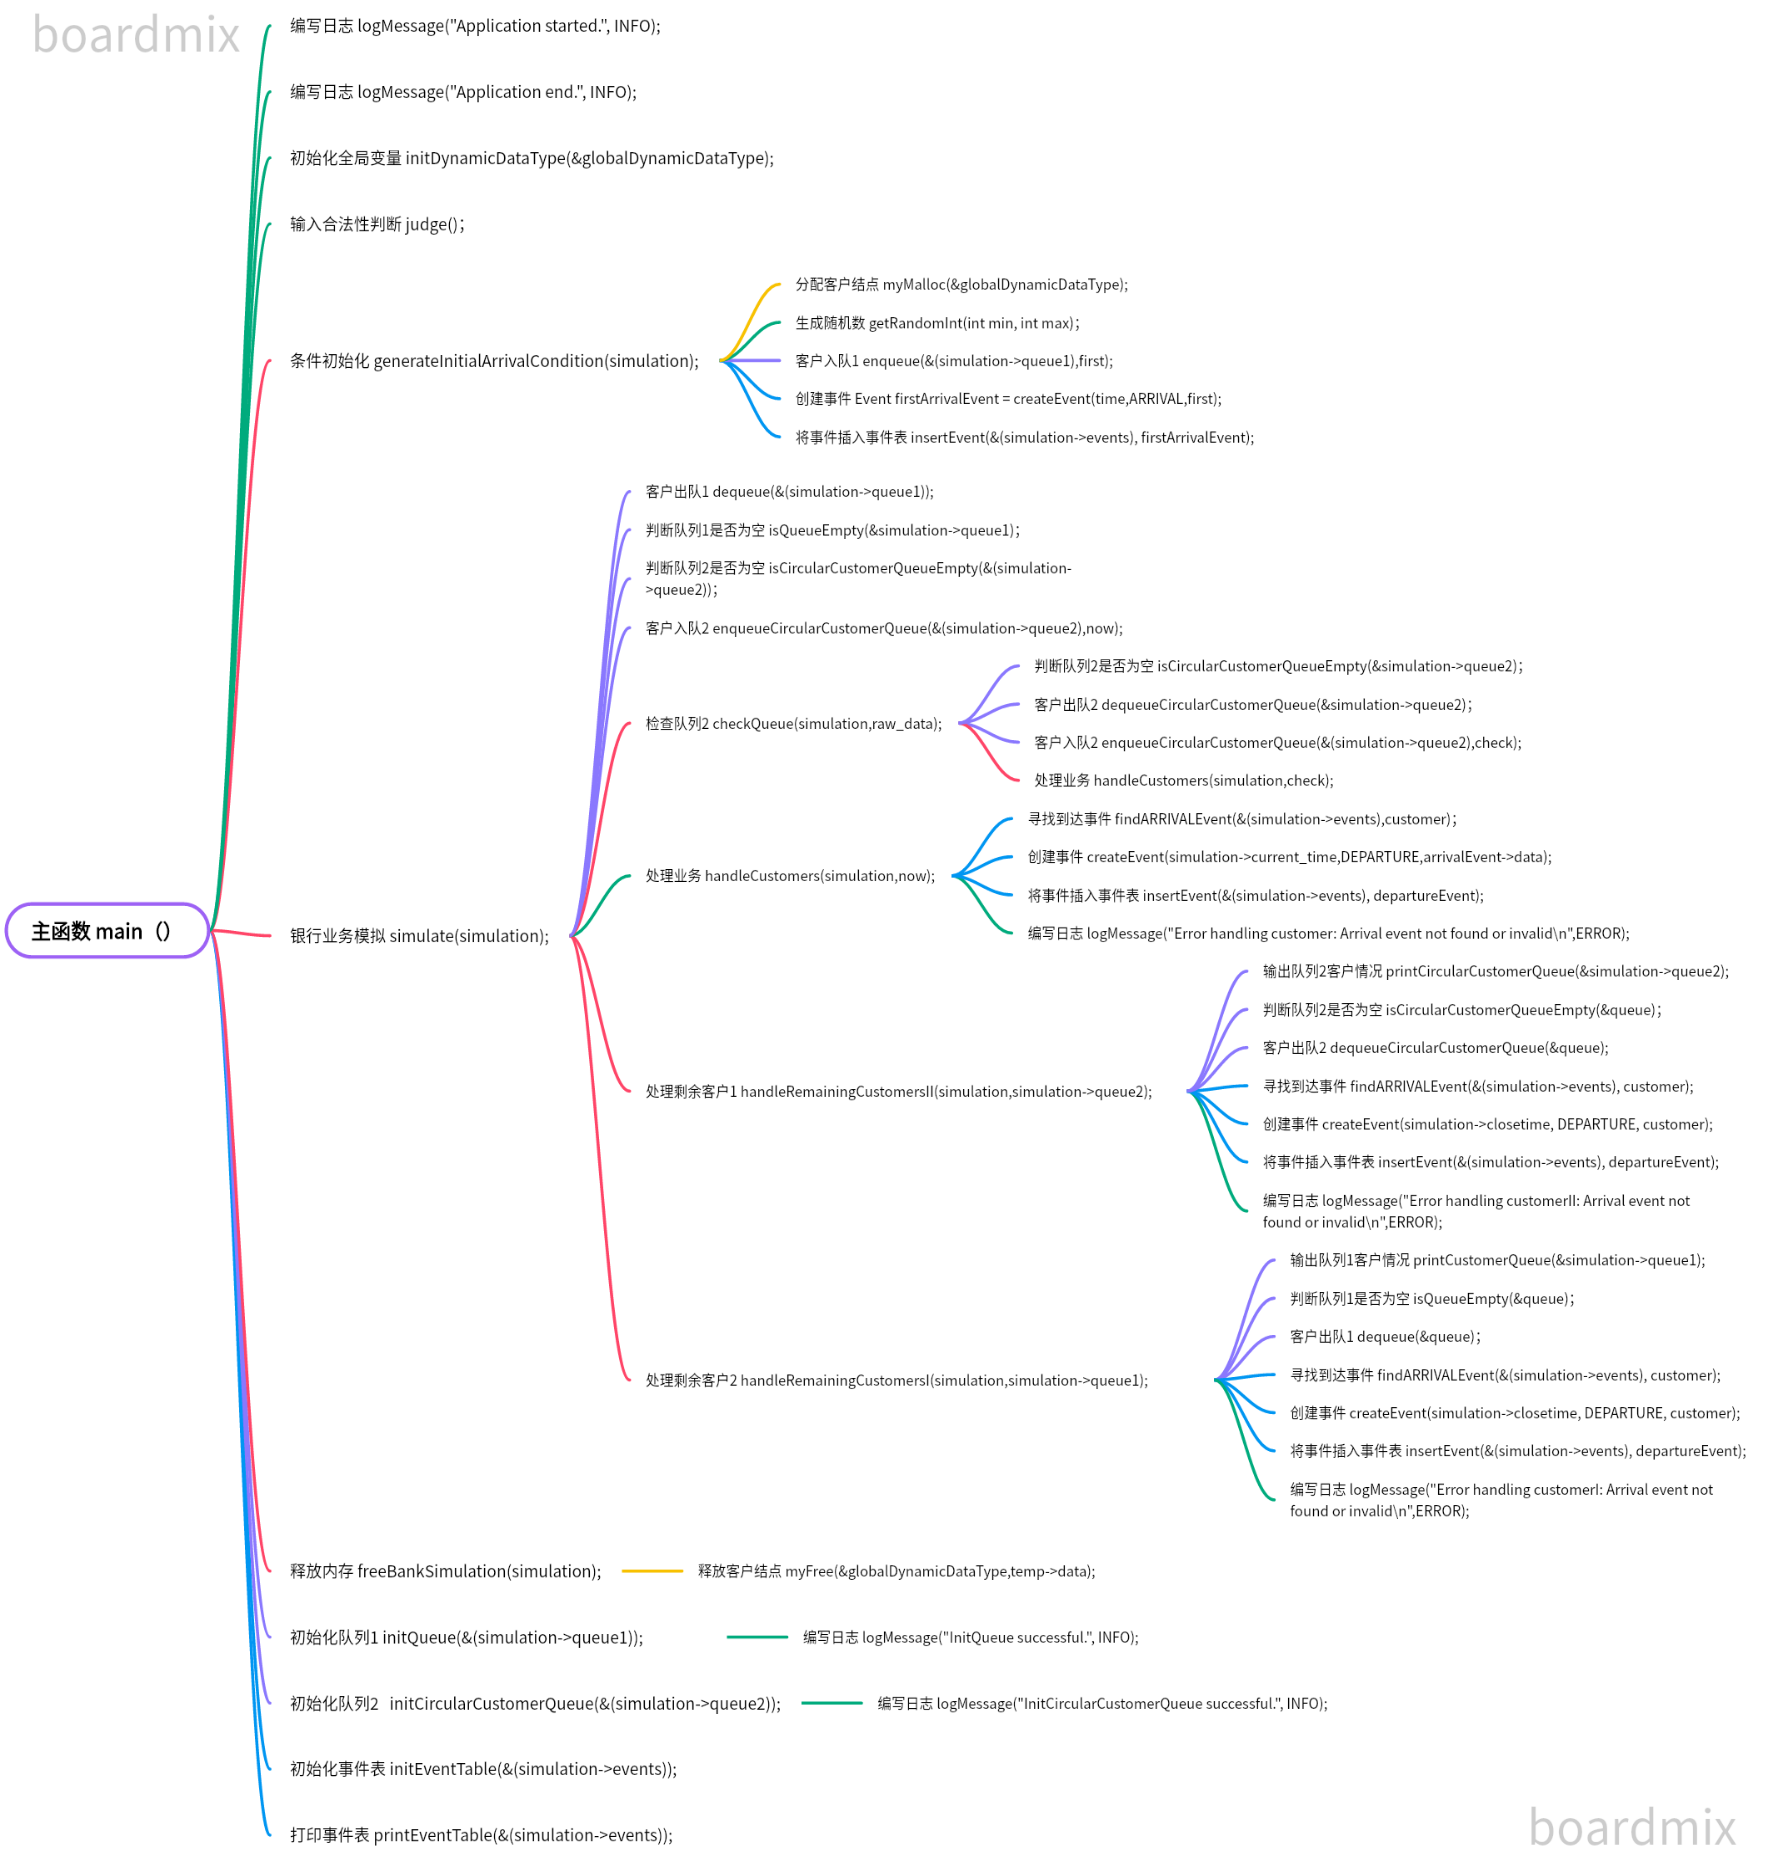 boardmix
编写日志 logMessage("Application started.", INFO);
编写日志 logMessage("Application end.", INFO);
初始化全局变量 initDynamicDataType(&globalDynamicDataType);
输入合法性判断 judge()；
条件初始化 generateInitialArrivalCondition(simulation);
分配客户结点 myMalloc(&globalDynamicDataType);
生成随机数 getRandomInt(int min, int max)；
客户入队1 enqueue(&(simulation->queue1),first);
创建事件 Event firstArrivalEvent = createEvent(time,ARRIVAL,first);
将事件插入事件表 insertEvent(&(simulation->events), firstArrivalEvent);
主函数 main（）
银行业务模拟 simulate(simulation);
客户出队1 dequeue(&(simulation->queue1));
判断队列1是否为空 isQueueEmpty(&simulation->queue1)；
判断队列2是否为空 isCircularCustomerQueueEmpty(&(simulation-
>queue2))；
客户入队2 enqueueCircularCustomerQueue(&(simulation->queue2),now);
检查队列2 checkQueue(simulation,raw_data);
判断队列2是否为空 isCircularCustomerQueueEmpty(&simulation->queue2)；
客户出队2 dequeueCircularCustomerQueue(&simulation->queue2)；
客户入队2 enqueueCircularCustomerQueue(&(simulation->queue2),check);
处理业务 handleCustomers(simulation,check);
处理业务 handleCustomers(simulation,now);
寻找到达事件 findARRIVALEvent(&(simulation->events),customer)；
创建事件 createEvent(simulation->current_time,DEPARTURE,arrivalEvent->data);
将事件插入事件表 insertEvent(&(simulation->events), departureEvent);
编写日志 logMessage("Error handling customer: Arrival event not found or invalid\n",ERROR);
处理剩余客户1 handleRemainingCustomersII(simulation,simulation->queue2);
输出队列2客户情况 printCircularCustomerQueue(&simulation->queue2);
判断队列2是否为空 isCircularCustomerQueueEmpty(&queue)；
客户出队2 dequeueCircularCustomerQueue(&queue);
寻找到达事件 findARRIVALEvent(&(simulation->events), customer);
创建事件 createEvent(simulation->closetime, DEPARTURE, customer);
将事件插入事件表 insertEvent(&(simulation->events), departureEvent);
编写日志 logMessage("Error handling customerII: Arrival event not
found or invalid\n",ERROR);
处理剩余客户2 handleRemainingCustomersI(simulation,simulation->queue1);
输出队列1客户情况 printCustomerQueue(&simulation->queue1);
判断队列1是否为空 isQueueEmpty(&queue)；
客户出队1 dequeue(&queue)；
寻找到达事件 findARRIVALEvent(&(simulation->events), customer);
创建事件 createEvent(simulation->closetime, DEPARTURE, customer);
将事件插入事件表 insertEvent(&(simulation->events), departureEvent);
编写日志 logMessage("Error handling customerI: Arrival event not
found or invalid\n",ERROR);
释放内存 freeBankSimulation(simulation);
释放客户结点 myFree(&globalDynamicDataType,temp->data);
初始化队列1 initQueue(&(simulation->queue1));
编写日志 logMessage("InitQueue successful.", INFO);
初始化队列2 initCircularCustomerQueue(&(simulation->queue2));
编写日志 logMessage("InitCircularCustomerQueue successful.", INFO);
初始化事件表 initEventTable(&(simulation->events));
打印事件表 printEventTable(&(simulation->events));
boardmix